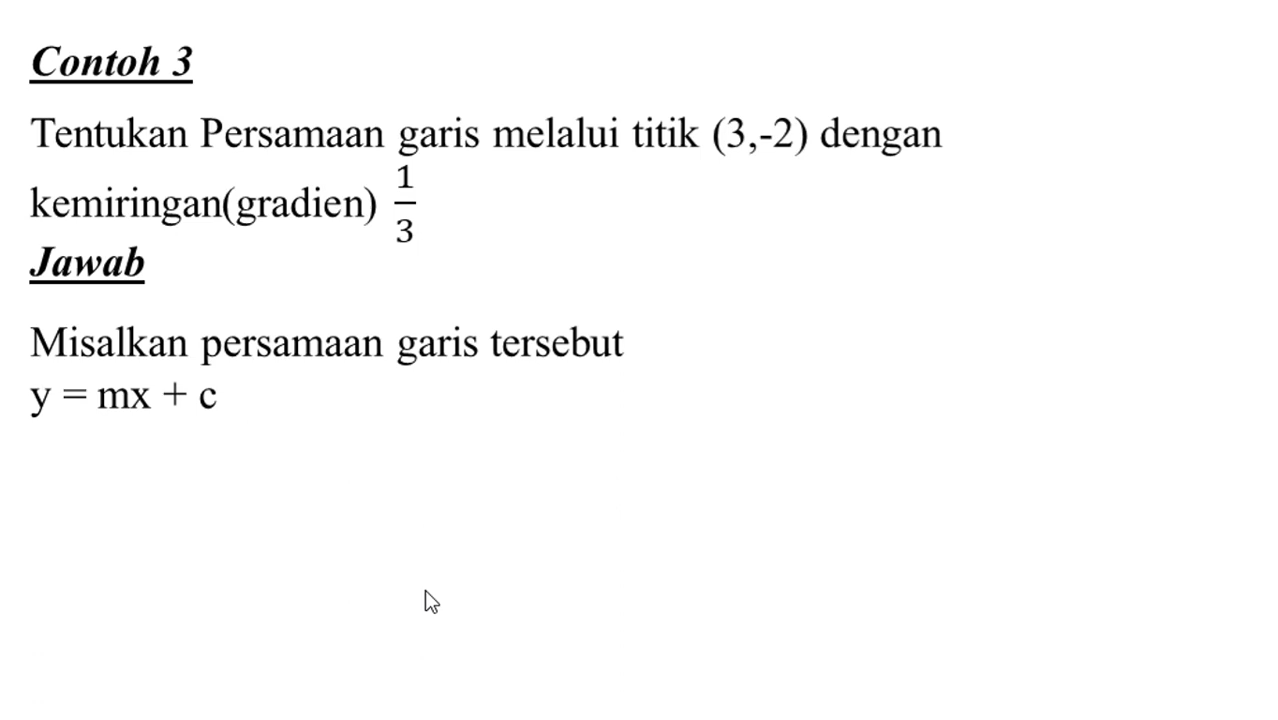 Contoh 3
Tentukan Persamaan garis melalui titik (3,-2) dengan
kemiringan(gradien) 1/3
Jawab
Misalkan persamaan garis tersebut
y = mx + c